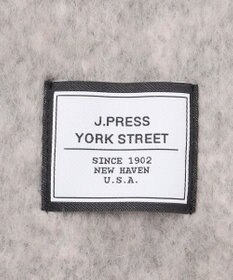 J.PRESS
YORK STREET
SINCE 1902
NEW HAVEN
U.S.A.